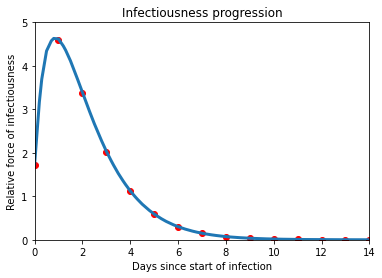 Infectiousness progression
Relative force of infectiousness
5
4
3
2
1
0
0 2 4 6 8 10 12 14
Days since start of infection